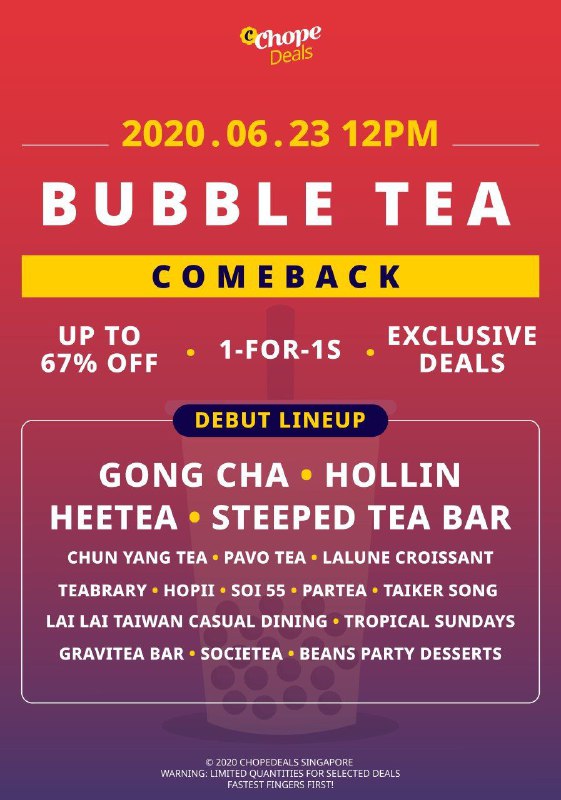 Chope
Deals
2020.06.23 12PM
BUBBLE TEA
COMEBACK
UP TO
67% OFF
• 1-FOR-1S •
EXCLUSIVE
DEALS
DEBUT LINEUP
GONG CHA • HOLLIN
HEETEA • STEEPED TEA BAR
CHUN YANG TEA • PAVO TEA • LALUNE CROISSANT
TEABRARY • HOPII • SOI 55 • PARTEA • TAIKER SONG
LAI LAI TAIWAN CASUAL DINING • TROPICAL SUNDAYS
GRAVITEA BAR • SOCIETEA • BEANS PARTY DESSERTS
© 2020 CHOPEDEALS SINGAPORE
WARNING: LIMITED QUANTITIES FOR SELECTED DEALS
FASTEST FINGERS FIRST!